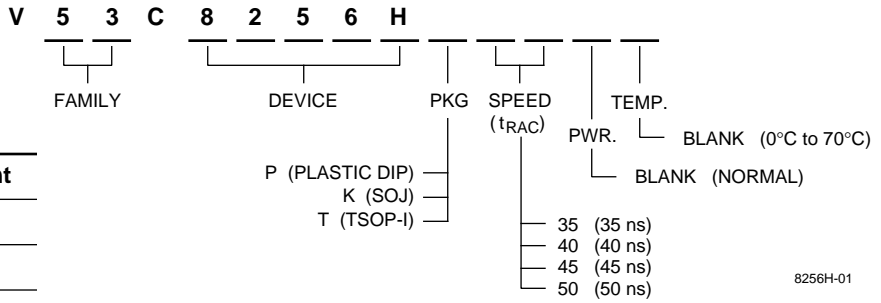 V 5 3 C 8 2 5 6 H
FAMILY DEVICE PKG SPEED TEMP.
(tRAC)
PWR.
BLANK (0°C to 70°C)
nt
P (PLASTIC DIP)
BLANK (NORMAL)
K (SOJ)
T (TSOP-I)
35 (35 ns)
40 (40 ns)
45 (45 ns)
50 (50 ns)
8256H-01